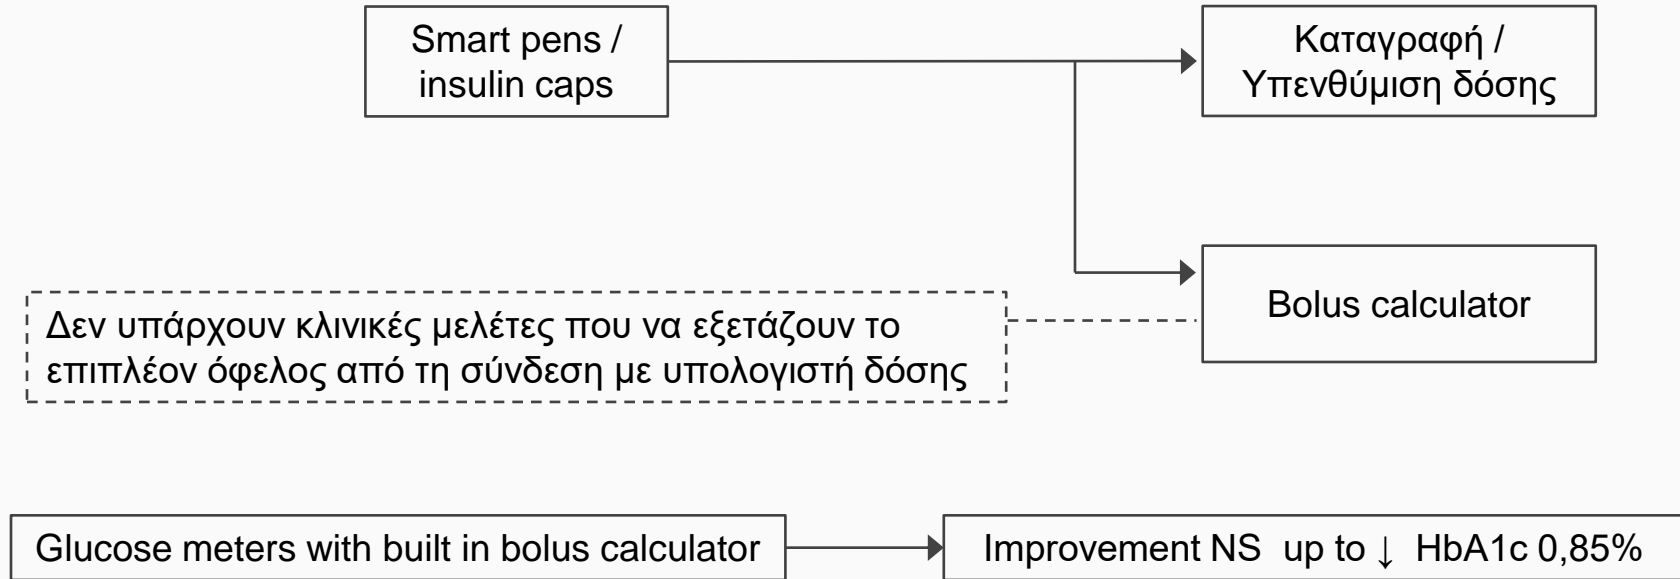 Smart pens /
insulin caps
Καταγραφή /
Υπενθύμιση δόσης
Bolus calculator
Δεν υπάρχουν κλινικές μελέτες που να εξετάζουν το
επιπλέον όφελος από τη σύνδεση με υπολογιστή δόσης
Glucose meters with built in bolus calculator
Improvement NS up to ↓ HbA1c 0,85%